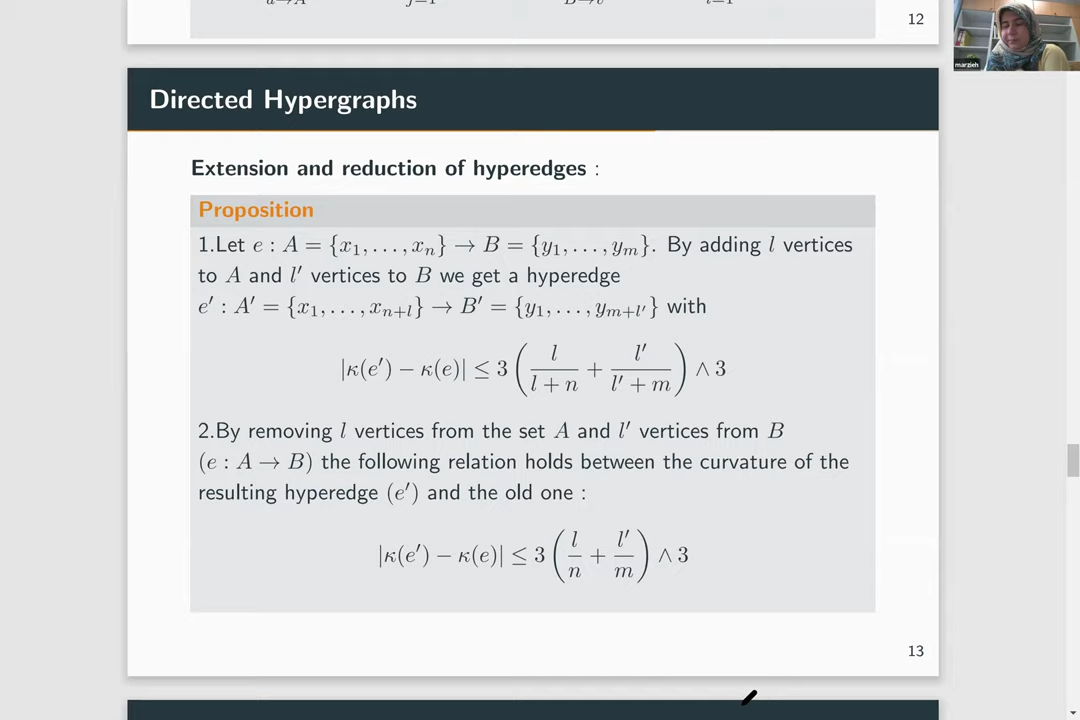 12
marzieh
Directed Hypergraphs
Extension and reduction of hyperedges :
Proposition
1.Let e : A = {x₁, . . . , xₙ} → B = {y₁, . . . , yₘ}. By adding l vertices
to A and l′ vertices to B we get a hyperedge
e′ : A′ = {x₁, . . . , xₙ₊ₗ} → B′ = {y₁, . . . , y_{m+l′}} with
|κ(e′) − κ(e)| ≤ 3 ( l/(l + n) + l′/(l′ + m) ) ∧ 3
2.By removing l vertices from the set A and l′ vertices from B
(e : A → B) the following relation holds between the curvature of the
resulting hyperedge (e′) and the old one :
|κ(e′) − κ(e)| ≤ 3 ( l/n + l′/m ) ∧ 3
13